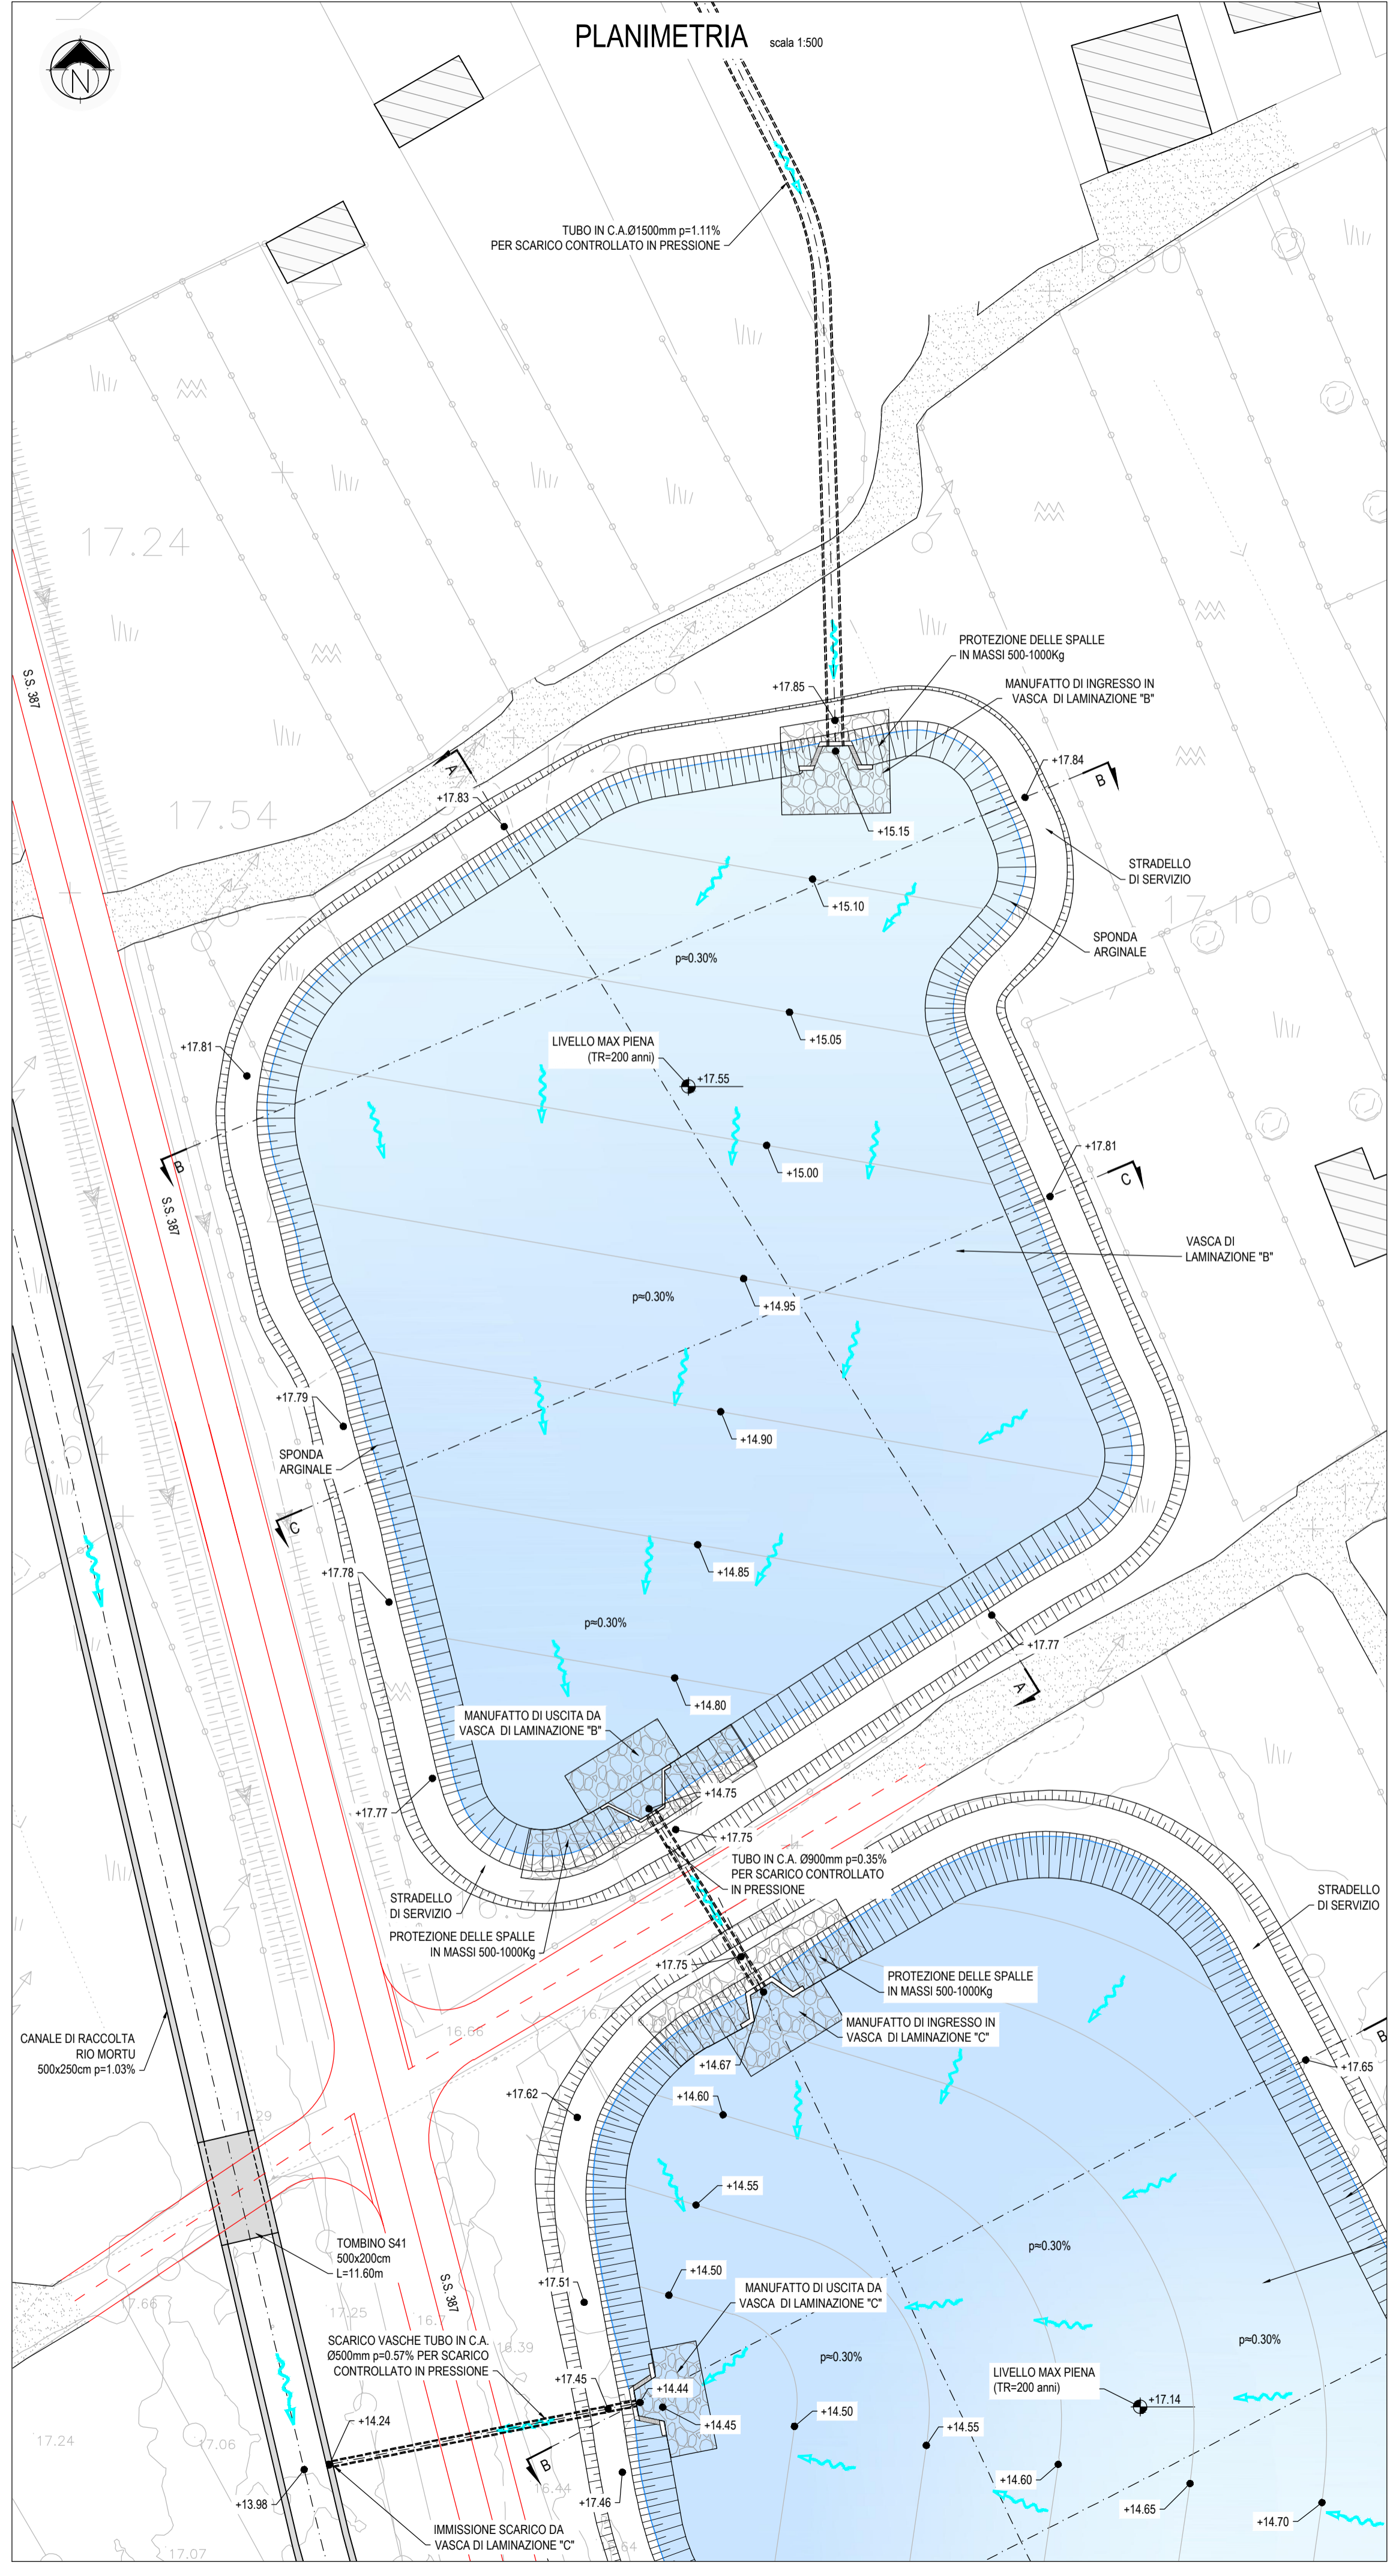 PLANIMETRIA scala 1:500
N
TUBO IN C.A.Ø1500mm p=1.11%
PER SCARICO CONTROLLATO IN PRESSIONE
18.30
17.24
S.S. 387
PROTEZIONE DELLE SPALLE
IN MASSI 500-1000Kg
MANUFATTO DI INGRESSO IN
VASCA DI LAMINAZIONE "B"
+17.85
17.20
A
+17.84
B
+17.83
17.54
+15.15
STRADELLO
DI SERVIZIO
+15.10
17.10
SPONDA
ARGINALE
p≈0.30%
+15.05
+17.81
LIVELLO MAX PIENA
(TR=200 anni)
+17.55
+17.81
B
+15.00
C
S.S. 387
VASCA DI
LAMINAZIONE "B"
p≈0.30%
+14.95
+17.79
+14.90
SPONDA
ARGINALE
C
+17.78
+14.85
p≈0.30%
+17.77
A
+14.80
MANUFATTO DI USCITA DA
VASCA DI LAMINAZIONE "B"
+14.75
+17.77
+17.75
TUBO IN C.A. Ø900mm p=0.35%
PER SCARICO CONTROLLATO
IN PRESSIONE
STRADELLO
DI SERVIZIO
STRADELLO
DI SERVIZIO
PROTEZIONE DELLE SPALLE
IN MASSI 500-1000Kg
+17.75
PROTEZIONE DELLE SPALLE
IN MASSI 500-1000Kg
MANUFATTO DI INGRESSO IN
VASCA DI LAMINAZIONE "C"
16.66
CANALE DI RACCOLTA
RIO MORTU
500x250cm p=1.03%
B
+14.67
+17.65
+17.62
+14.60
+14.55
TOMBINO S41
500x200cm
L=11.60m
p≈0.30%
+14.50
+17.51
S.S. 387
MANUFATTO DI USCITA DA
VASCA DI LAMINAZIONE "C"
17.66
17.25
16.7
SCARICO VASCHE TUBO IN C.A.
Ø500mm p=0.57% PER SCARICO
CONTROLLATO IN PRESSIONE
16.39
p≈0.30%
p≈0.30%
LIVELLO MAX PIENA
(TR=200 anni)
+17.14
+17.45
+14.44
+14.45
+14.50
+14.55
17.24
17.06
+14.24
B
+14.60
16.44
+13.98
+17.46
+14.65
+14.70
IMMISSIONE SCARICO DA
VASCA DI LAMINAZIONE "C"
17.07